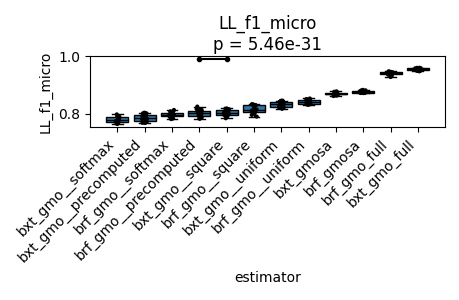 LL_f1_micro
p = 5.46e-31
LL_f1_micro
1.0
0.8
bxt_gmo__softmax
bxt_gmo__precomputed
brf_gmo__softmax
brf_gmo__precomputed
bxt_gmo__square
brf_gmo__square
bxt_gmo__uniform
brf_gmo__uniform
bxt_gmosa
brf_gmosa
brf_gmo_full
bxt_gmo_full
estimator